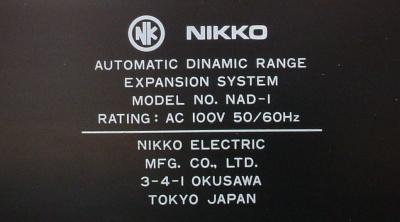 NK NIKKO
AUTOMATIC DINAMIC RANGE
EXPANSION SYSTEM
MODEL NO. NAD-1
RATING: AC 100V 50/60Hz
NIKKO ELECTRIC
MFG. CO., LTD.
3-4-1 OKUSAWA
TOKYO JAPAN